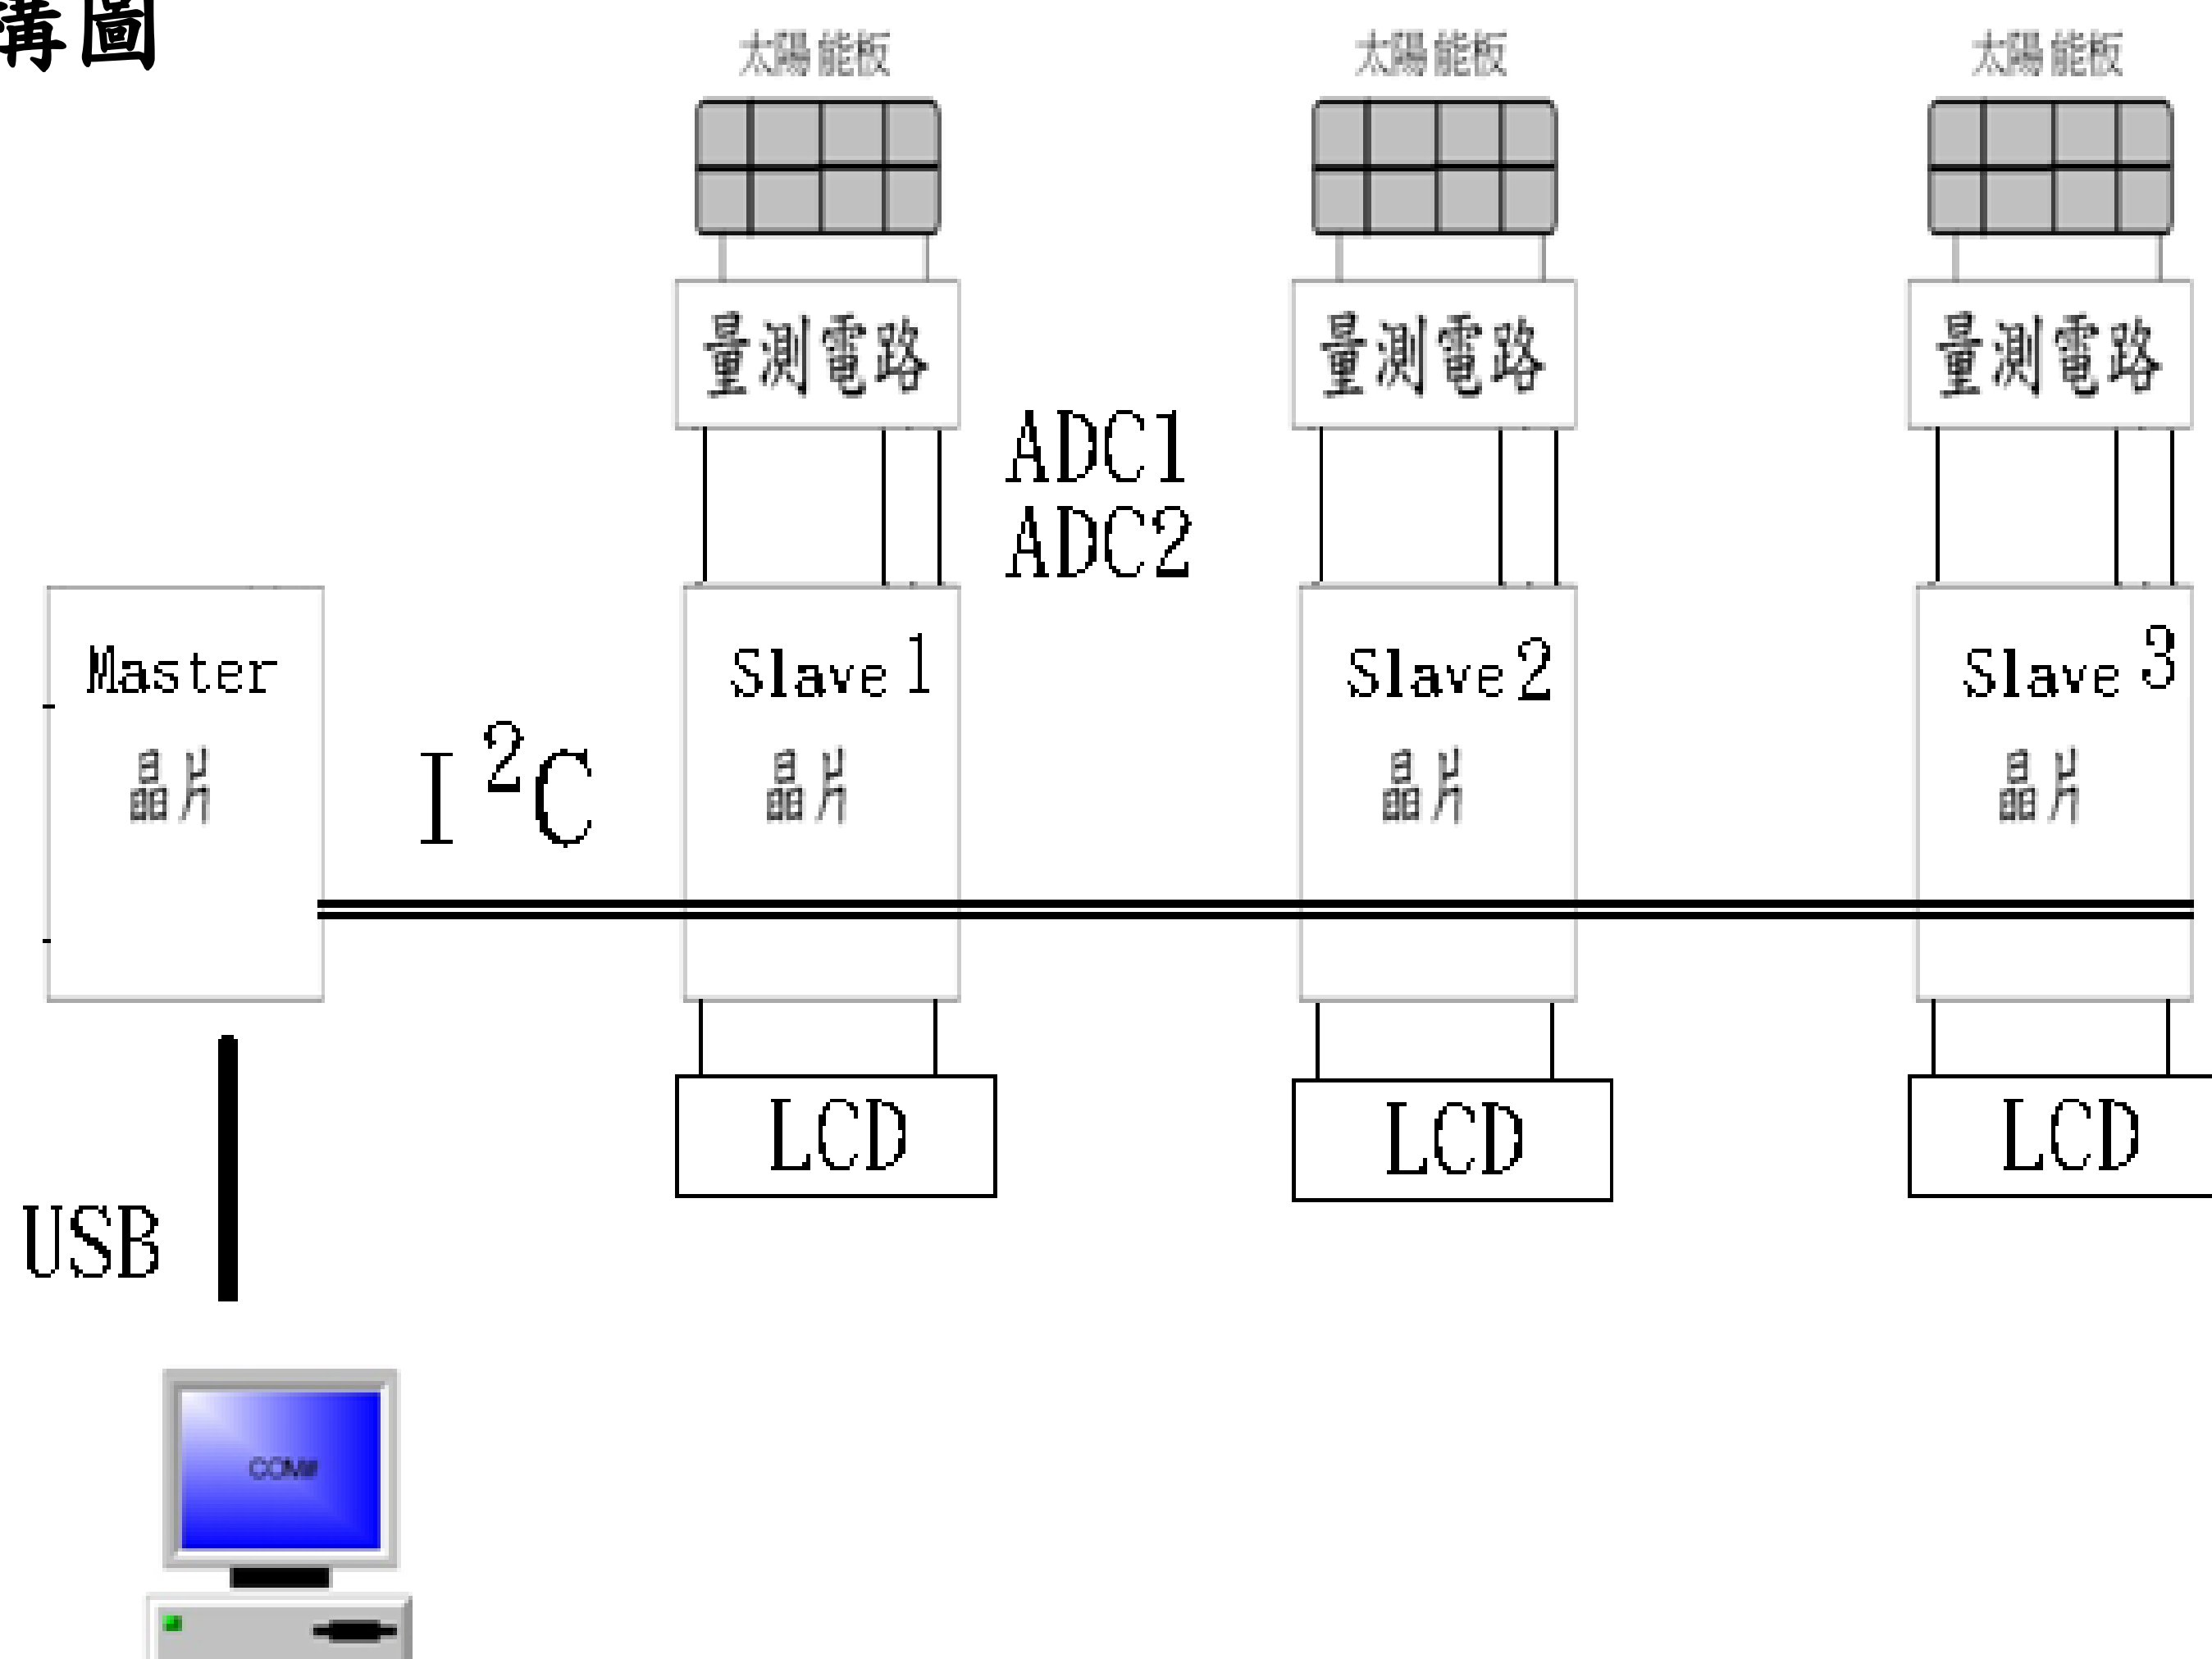 構圖
太陽能板
太陽能板
太陽能板
量測電路
量測電路
量測電路
ADC1
ADC2
Master
晶片
I²C
Slave 1
晶片
Slave 2
晶片
Slave 3
晶片
LCD
LCD
LCD
USB
COM#